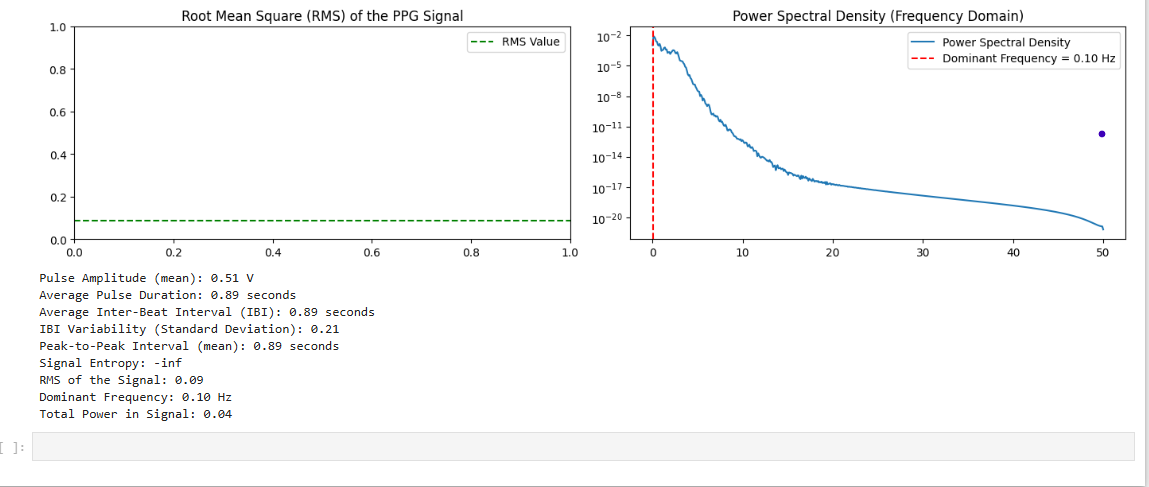 Root Mean Square (RMS) of the PPG Signal
1.0
0.8
0.6
0.4
0.2
0.0
0.0 0.2 0.4 0.6 0.8 1.0
RMS Value
Power Spectral Density (Frequency Domain)
10⁻²
10⁻⁵
10⁻⁸
10⁻¹¹
10⁻¹⁴
10⁻¹⁷
10⁻²⁰
0 10 20 30 40 50
Power Spectral Density
Dominant Frequency = 0.10 Hz
Pulse Amplitude (mean): 0.51 V
Average Pulse Duration: 0.89 seconds
Average Inter-Beat Interval (IBI): 0.89 seconds
IBI Variability (Standard Deviation): 0.21
Peak-to-Peak Interval (mean): 0.89 seconds
Signal Entropy: -inf
RMS of the Signal: 0.09
Dominant Frequency: 0.10 Hz
Total Power in Signal: 0.04
[ ]: